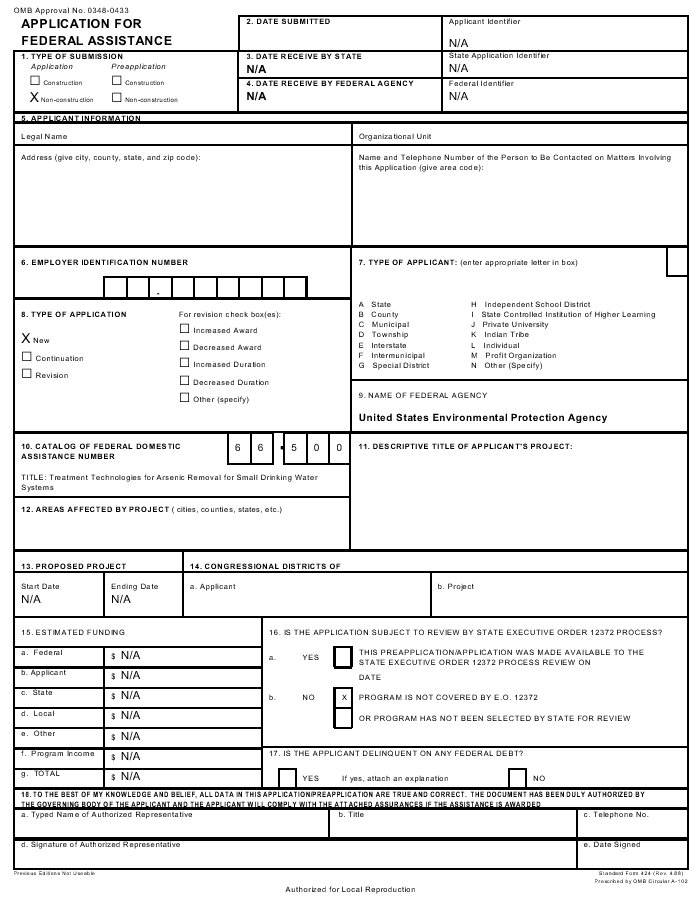 OMB Approval No. 0348-0433
APPLICATION FOR
FEDERAL ASSISTANCE
2. DATE SUBMITTED
Applicant Identifier
N/A
1. TYPE OF SUBMISSION
Application Preapplication
☐ Construction ☐ Construction
X Non-construction ☐ Non-construction
3. DATE RECEIVE BY STATE
N/A
State Application Identifier
N/A
4. DATE RECEIVE BY FEDERAL AGENCY
N/A
Federal Identifier
N/A
5. APPLICANT INFORMATION
Legal Name
Organizational Unit
Address (give city, county, state, and zip code):
Name and Telephone Number of the Person to Be Contacted on Matters Involving
this Application (give area code):
6. EMPLOYER IDENTIFICATION NUMBER
7. TYPE OF APPLICANT: (enter appropriate letter in box)
A State H Independent School District
B County I State Controlled Institution of Higher Learning
C Municipal J Private University
D Township K Indian Tribe
E Interstate L Individual
F Intermunicipal M Profit Organization
G Special District N Other (Specify)
8. TYPE OF APPLICATION
For revision check box(es):
X New
☐ Continuation
☐ Revision
☐ Increased Award
☐ Decreased Award
☐ Increased Duration
☐ Decreased Duration
☐ Other (specify)
9. NAME OF FEDERAL AGENCY
United States Environmental Protection Agency
10. CATALOG OF FEDERAL DOMESTIC
ASSISTANCE NUMBER
6 6 . 5 0 0
TITLE: Treatment Technologies for Arsenic Removal for Small Drinking Water
Systems
11. DESCRIPTIVE TITLE OF APPLICANT'S PROJECT:
12. AREAS AFFECTED BY PROJECT ( cities, counties, states, etc.)
13. PROPOSED PROJECT
14. CONGRESSIONAL DISTRICTS OF
Start Date
N/A
Ending Date
N/A
a. Applicant
b. Project
15. ESTIMATED FUNDING
a. Federal $ N/A
b. Applicant $ N/A
c. State $ N/A
d. Local $ N/A
e. Other $ N/A
f. Program Income $ N/A
g. TOTAL $ N/A
16. IS THE APPLICATION SUBJECT TO REVIEW BY STATE EXECUTIVE ORDER 12372 PROCESS?
a. YES THIS PREAPPLICATION/APPLICATION WAS MADE AVAILABLE TO THE
STATE EXECUTIVE ORDER 12372 PROCESS REVIEW ON
DATE
b. NO X PROGRAM IS NOT COVERED BY E.O. 12372
OR PROGRAM HAS NOT BEEN SELECTED BY STATE FOR REVIEW
17. IS THE APPLICANT DELINQUENT ON ANY FEDERAL DEBT?
YES If yes, attach an explanation NO
18. TO THE BEST OF MY KNOWLEDGE AND BELIEF, ALL DATA IN THIS APPLICATION/PREAPPLICATION ARE TRUE AND CORRECT. THE DOCUMENT HAS BEEN DULY AUTHORIZED BY
THE GOVERNING BODY OF THE APPLICANT AND THE APPLICANT WILL COMPLY WITH THE ATTACHED ASSURANCES IF THE ASSISTANCE IS AWARDED
a. Typed Name of Authorized Representative
b. Title
c. Telephone No.
d. Signature of Authorized Representative
e. Date Signed
Previous Editions Not Useable
Standard Form 424 (Rev. 4-88)
Prescribed by OMB Circular A-102
Authorized for Local Reproduction